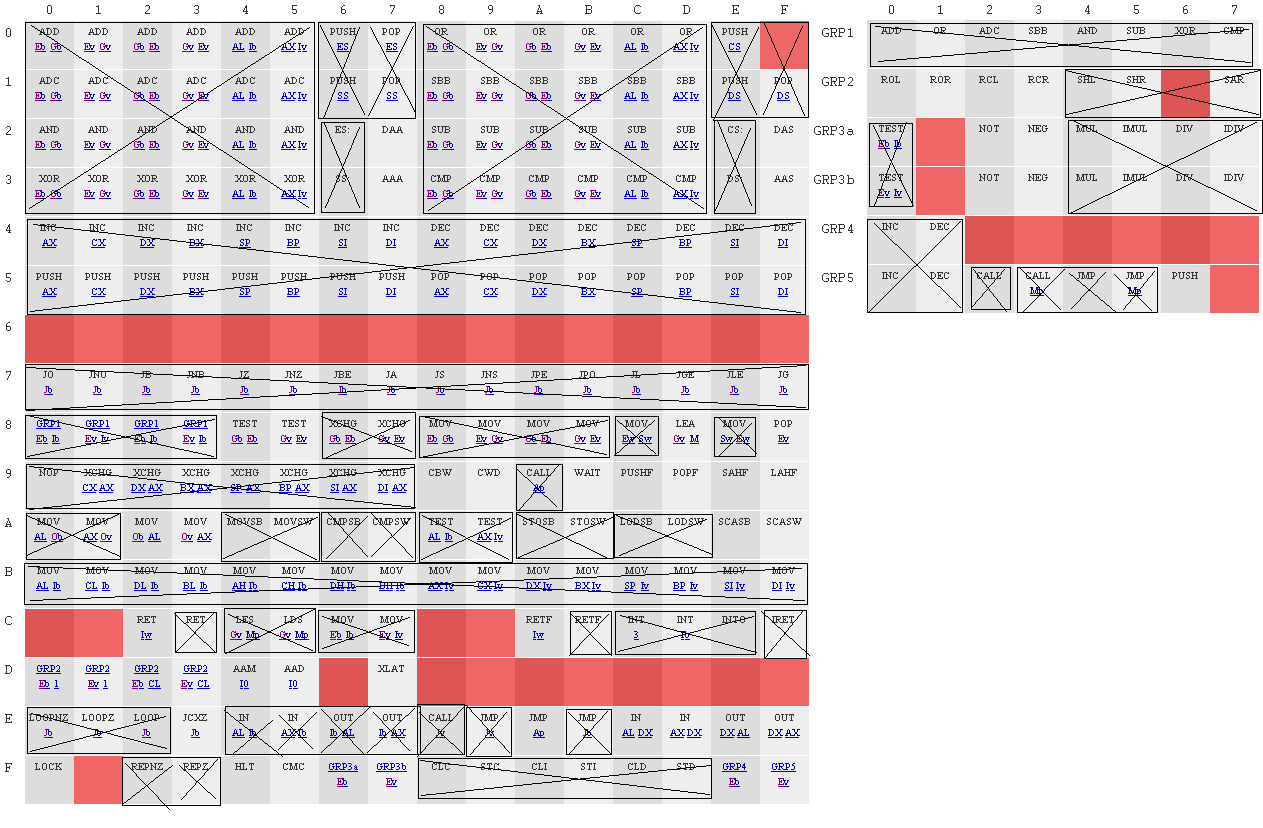 0 1 2 3 4 5 6 7 8 9 A B C D E F 0 1 2 3 4 5 6 7
0 ADD ADD ADD ADD ADD ADD PUSH POP OR OR OR OR OR OR PUSH GRP1 ADD OR ADC SBB AND SUB XOR CMP
Eb Gb Ev Gv Gb Eb Gv Ev AL Ib AX Iv ES ES Eb Gb Ev Gv Gb Eb Gv Ev AL Ib AX Iv CS
1 ADC ADC ADC ADC ADC ADC PUSH POP SBB SBB SBB SBB SBB SBB PUSH POP GRP2 ROL ROR RCL RCR SHL SHR SAR
Eb Gb Ev Gv Gb Eb Gv Ev AL Ib AX Iv SS SS Eb Gb Ev Gv Gb Eb Gv Ev AL Ib AX Iv DS DS
2 AND AND AND AND AND AND ES: DAA SUB SUB SUB SUB SUB SUB CS: DAS GRP3a TEST NOT NEG MUL IMUL DIV IDIV
Eb Gb Ev Gv Gb Eb Gv Ev AL Ib AX Iv Eb Gb Ev Gv Gb Eb Gv Ev AL Ib AX Iv Eb Ib
3 XOR XOR XOR XOR XOR XOR SS: AAA CMP CMP CMP CMP CMP CMP DS: AAS GRP3b TEST NOT NEG MUL IMUL DIV IDIV
Eb Gb Ev Gv Gb Eb Gv Ev AL Ib AX Iv Eb Gb Ev Gv Gb Eb Gv Ev AL Ib AX Iv Ev Iv
4 INC INC INC INC INC INC INC INC DEC DEC DEC DEC DEC DEC DEC DEC GRP4 INC DEC
AX CX DX BX SP BP SI DI AX CX DX BX SP BP SI DI
5 PUSH PUSH PUSH PUSH PUSH PUSH PUSH PUSH POP POP POP POP POP POP POP POP GRP5 INC DEC CALL CALL JMP JMP PUSH
AX CX DX BX SP BP SI DI AX CX DX BX SP BP SI DI Mp Mp
6
7 JO JNO JB JNB JZ JNZ JBE JA JS JNS JPE JPO JL JGE JLE JG
Jb Jb Jb Jb Jb Jb Jb Jb Jb Jb Jb Jb Jb Jb Jb Jb
8 GRP1 GRP1 GRP1 GRP1 TEST TEST XCHG XCHG MOV MOV MOV MOV MOV LEA MOV POP
Eb Ib Ev Iv Eb Ib Ev Ib Gb Eb Gv Ev Gb Eb Gv Ev Eb Gb Ev Gv Gb Eb Gv Ev Ew Sw Gv M Sw Ew Ev
9 NOP XCHG XCHG XCHG XCHG XCHG XCHG XCHG CBW CWD CALL WAIT PUSHF POPF SAHF LAHF
CX AX DX AX BX AX SP AX BP AX SI AX DI AX Ap
A MOV MOV MOV MOV MOVSB MOVSW CMPSB CMPSW TEST TEST STOSB STOSW LODSB LODSW SCASB SCASW
AL Ob AX Ov Ob AL Ov AX AL Ib AX Iv
B MOV MOV MOV MOV MOV MOV MOV MOV MOV MOV MOV MOV MOV MOV MOV MOV
AL Ib CL Ib DL Ib BL Ib AH Ib CH Ib DH Ib BH Ib AX Iv CX Iv DX Iv BX Iv SP Iv BP Iv SI Iv DI Iv
C RET RET LES LDS MOV MOV RETF RETF INT INT INTO IRET
Iw Gv Mp Gv Mp Eb Ib Ev Iv Iw 3 Ib
D GRP2 GRP2 GRP2 GRP2 AAM AAD XLAT
Eb 1 Ev 1 Eb CL Ev CL I0 I0
E LOOPNZ LOOPZ LOOP JCXZ IN IN OUT OUT CALL JMP JMP JMP IN IN OUT OUT
Jb Jb Jb Jb AL Ib AX Ib Ib AL Ib AX Jv Jv Ap Jb AL DX AX DX DX AL DX AX
F LOCK REPNZ REPZ HLT CMC GRP3a GRP3b CLC STC CLI STI CLD STD GRP4 GRP5
Eb Ev Eb Ev